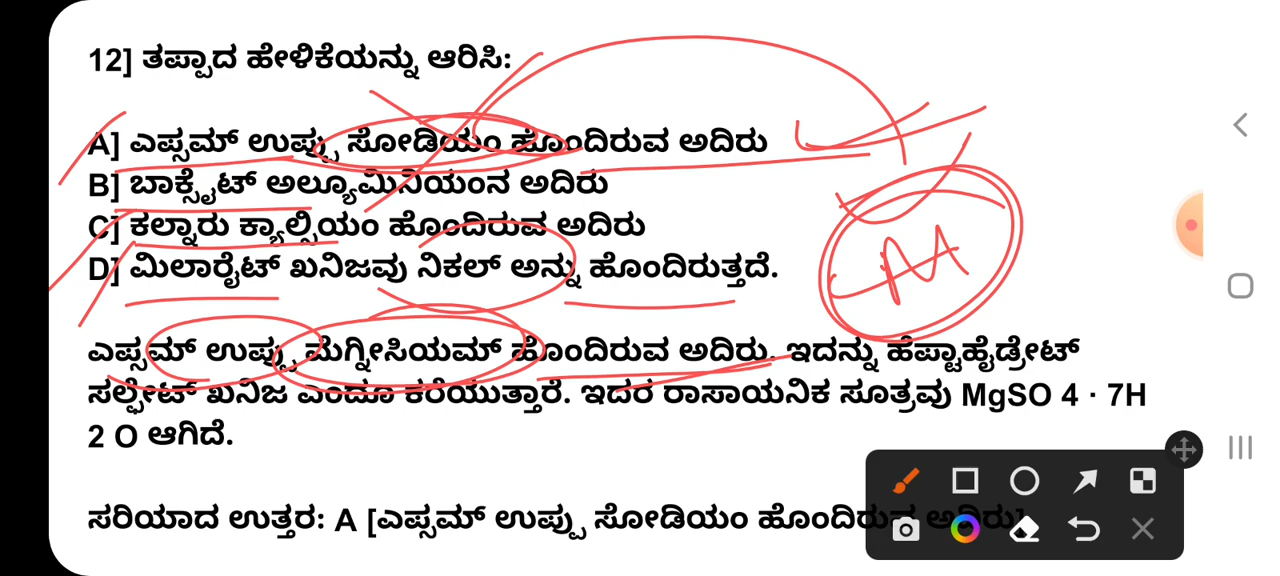 12] ತಪ್ಪಾದ ಹೇಳಿಕೆಯನ್ನು ಆರಿಸಿ:
A] ಎಪ್ಸಮ್ ಉಪ್ಪು ಸೋಡಿಯಂ ಹೊಂದಿರುವ ಅದಿರು
B] ಬಾಕ್ಸೈಟ್ ಅಲ್ಯೂಮಿನಿಯಂನ ಅದಿರು
C] ಕಲ್ನಾರು ಕ್ಯಾಲ್ಸಿಯಂ ಹೊಂದಿರುವ ಅದಿರು
D] ಮಿಲಾರೈಟ್ ಖನಿಜವು ನಿಕಲ್ ಅನ್ನು ಹೊಂದಿರುತ್ತದೆ.
M
ಎಪ್ಸಮ್ ಉಪ್ಪು ಮೆಗ್ನೀಸಿಯಮ್ ಹೊಂದಿರುವ ಅದಿರು. ಇದನ್ನು ಹೆಪ್ಟಾಹೈಡ್ರೇಟ್
ಸಲ್ಫೇಟ್ ಖನಿಜ ಎಂದೂ ಕರೆಯುತ್ತಾರೆ. ಇದರ ರಾಸಾಯನಿಕ ಸೂತ್ರವು MgSO 4 · 7H
2 O ಆಗಿದೆ.
ಸರಿಯಾದ ಉತ್ತರ: A [ಎಪ್ಸಮ್ ಉಪ್ಪು ಸೋಡಿಯಂ ಹೊಂದಿರುವ ಅದಿರು]